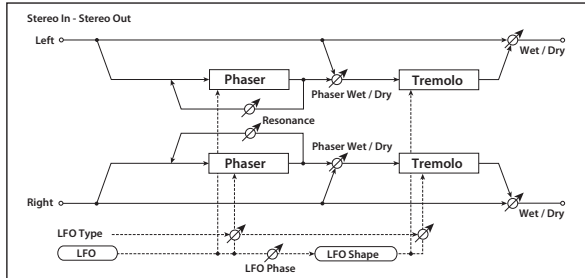 Stereo In - Stereo Out
Left
Wet / Dry
Phaser
Phaser Wet / Dry
Tremolo
Resonance
Phaser
Phaser Wet / Dry
Tremolo
Right
Wet / Dry
LFO Type
LFO
LFO Phase
LFO Shape